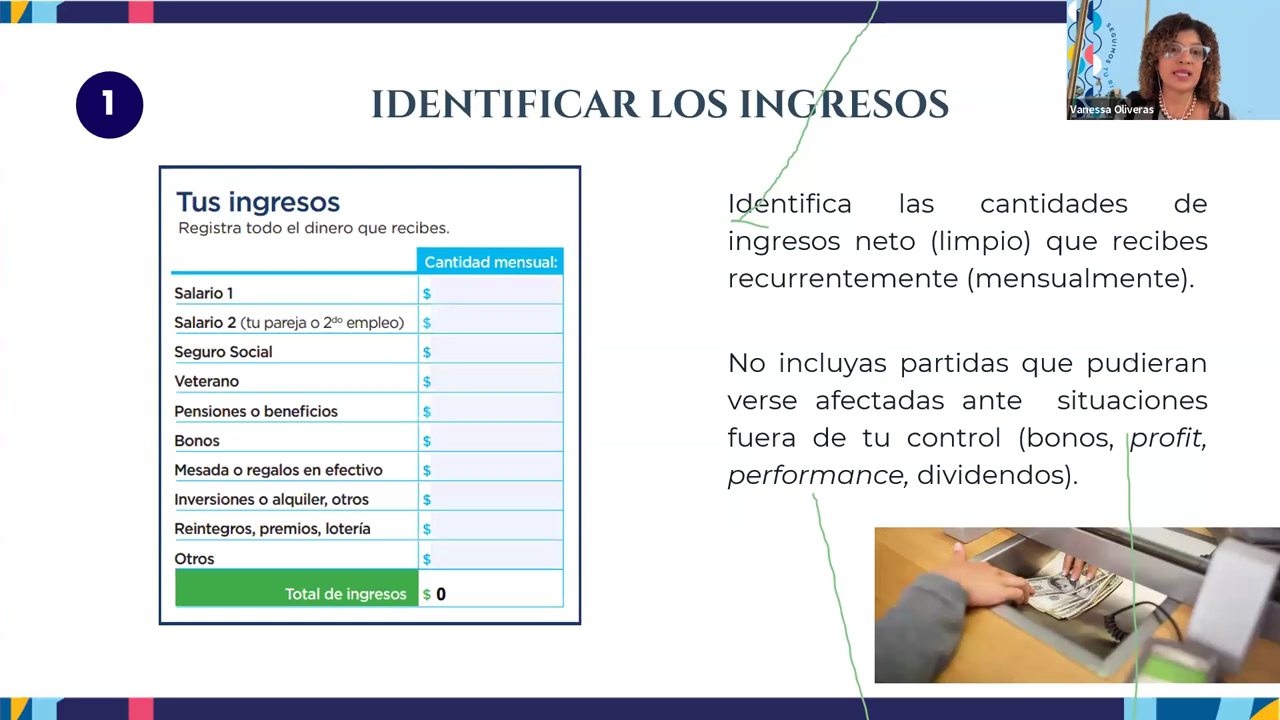 1
IDENTIFICAR LOS INGRESOS
Vanessa Oliveras
SEGUIMOS TU
Tus ingresos
Registra todo el dinero que recibes.
Cantidad mensual:
Salario 1 $
Salario 2 (tu pareja o 2do empleo) $
Seguro Social $
Veterano $
Pensiones o beneficios $
Bonos $
Mesada o regalos en efectivo $
Inversiones o alquiler, otros $
Reintegros, premios, lotería $
Otros $
Total de ingresos $ 0
Identifica las cantidades de
ingresos neto (limpio) que recibes
recurrentemente (mensualmente).
No incluyas partidas que pudieran
verse afectadas ante situaciones
fuera de tu control (bonos, profit,
performance, dividendos).